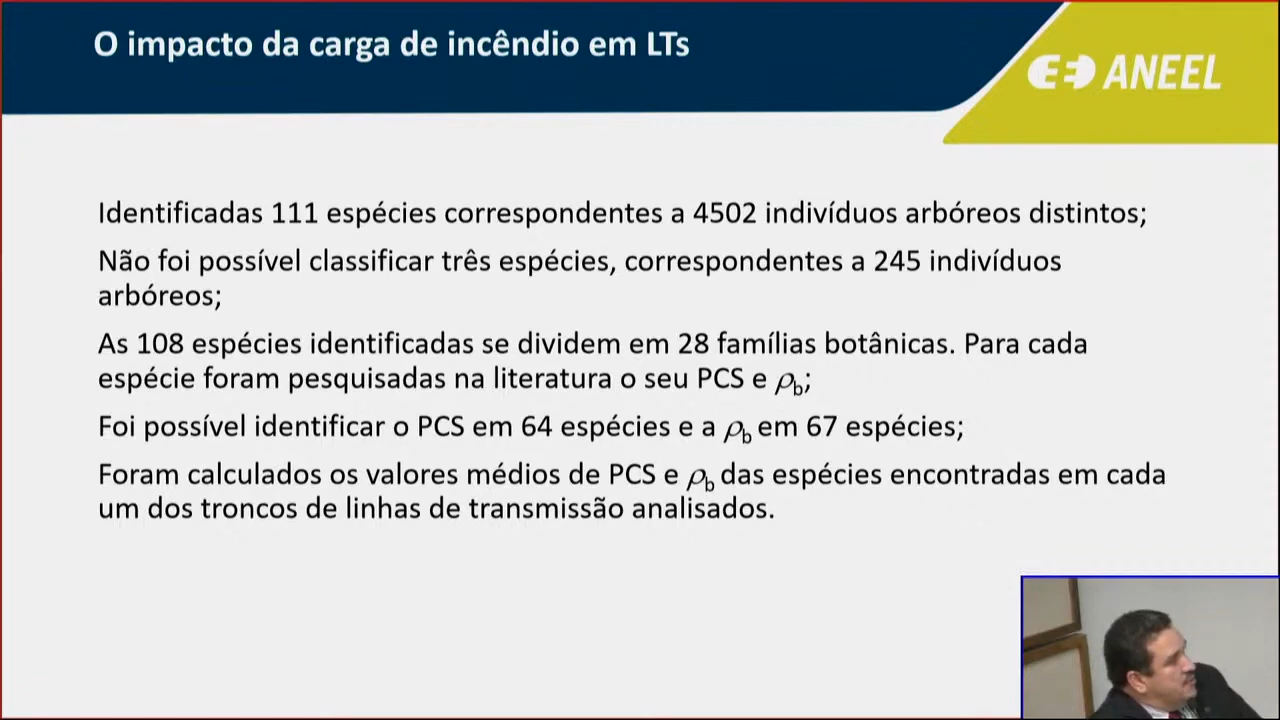 O impacto da carga de incêndio em LTs
ANEEL
Identificadas 111 espécies correspondentes a 4502 indivíduos arbóreos distintos;
Não foi possível classificar três espécies, correspondentes a 245 indivíduos
arbóreos;
As 108 espécies identificadas se dividem em 28 famílias botânicas. Para cada
espécie foram pesquisadas na literatura o seu PCS e ρb;
Foi possível identificar o PCS em 64 espécies e a ρb em 67 espécies;
Foram calculados os valores médios de PCS e ρb das espécies encontradas em cada
um dos troncos de linhas de transmissão analisados.